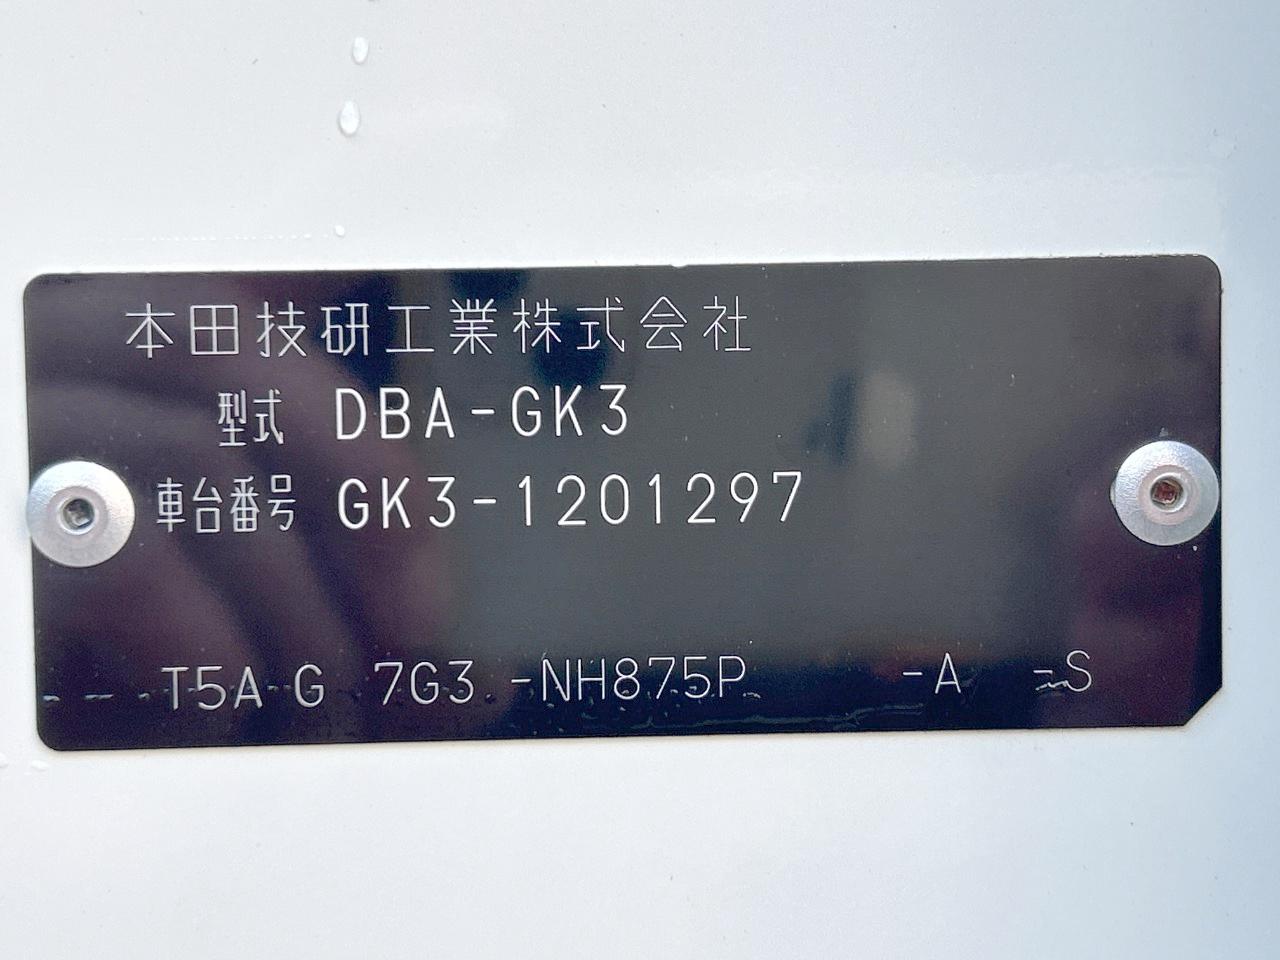 本田技研工業株式会社
型式 DBA-GK3
車台番号 GK3-1201297
T5A G 7G3 -NH875P -A -S